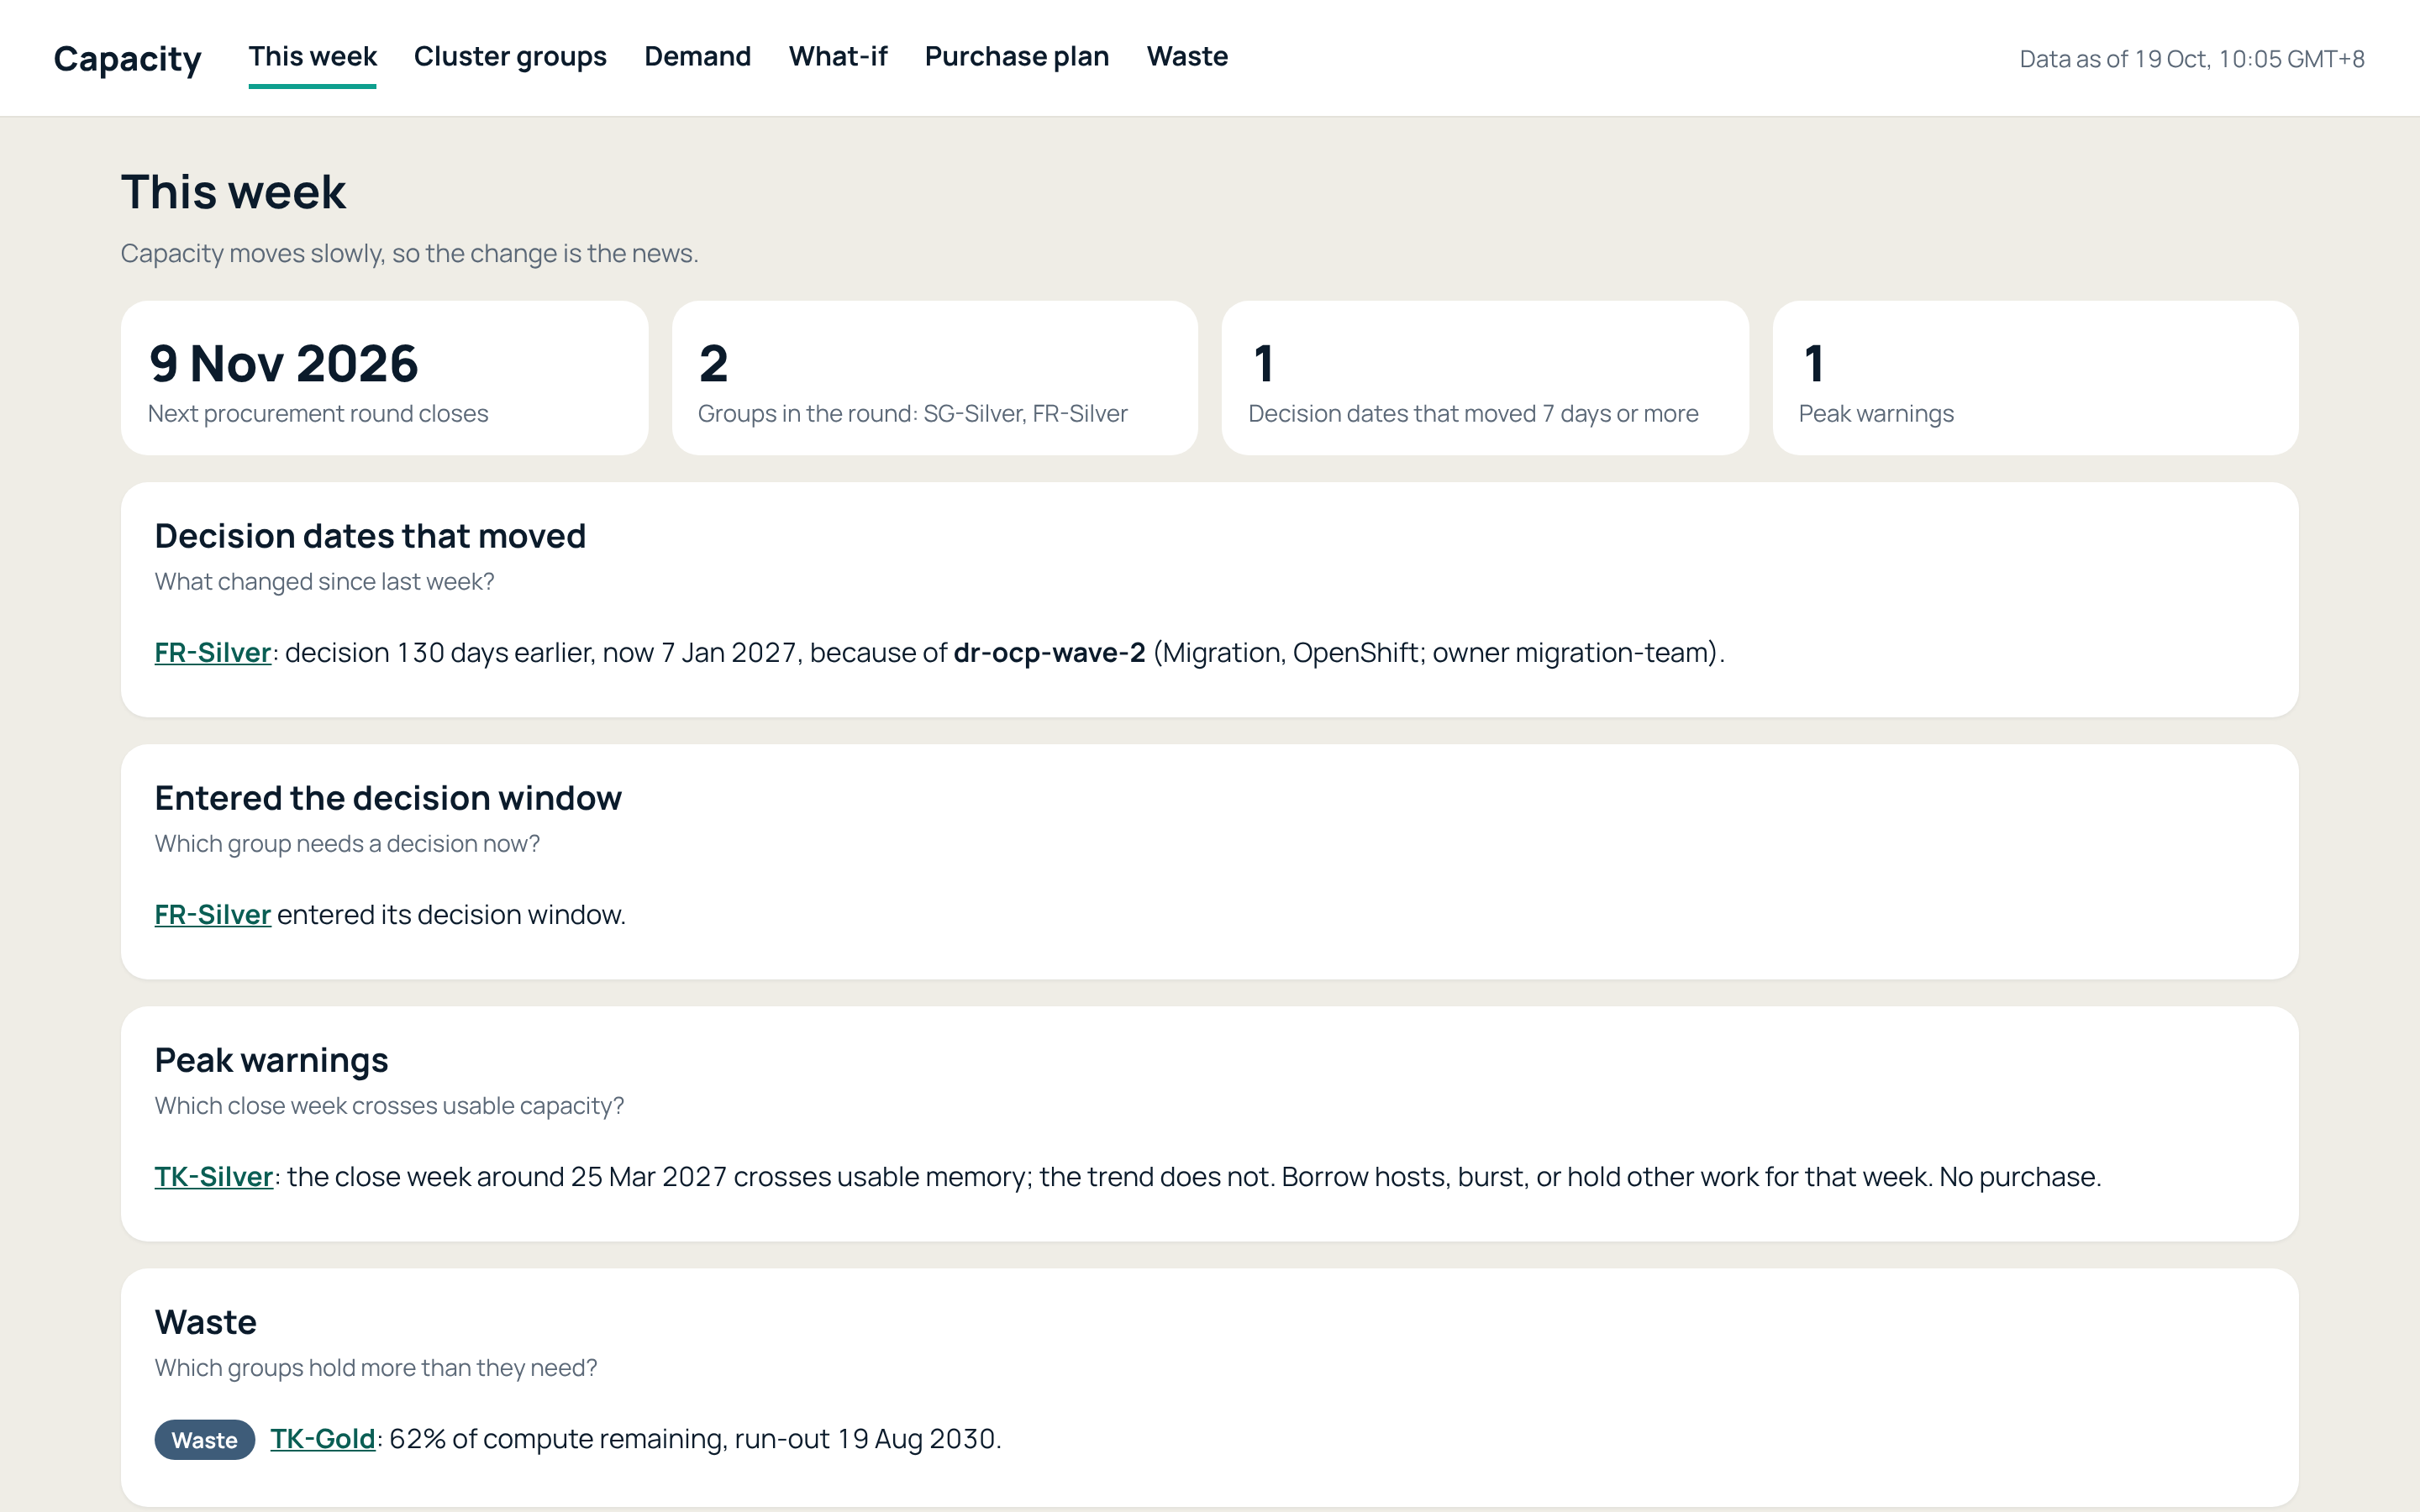 Capacity This week Cluster groups Demand What-if Purchase plan Waste Data as of 19 Oct, 10:05 GMT+8
This week
Capacity moves slowly, so the change is the news.
9 Nov 2026
Next procurement round closes
2
Groups in the round: SG-Silver, FR-Silver
1
Decision dates that moved 7 days or more
1
Peak warnings
Decision dates that moved
What changed since last week?
FR-Silver: decision 130 days earlier, now 7 Jan 2027, because of dr-ocp-wave-2 (Migration, OpenShift; owner migration-team).
Entered the decision window
Which group needs a decision now?
FR-Silver entered its decision window.
Peak warnings
Which close week crosses usable capacity?
TK-Silver: the close week around 25 Mar 2027 crosses usable memory; the trend does not. Borrow hosts, burst, or hold other work for that week. No purchase.
Waste
Which groups hold more than they need?
Waste TK-Gold: 62% of compute remaining, run-out 19 Aug 2030.